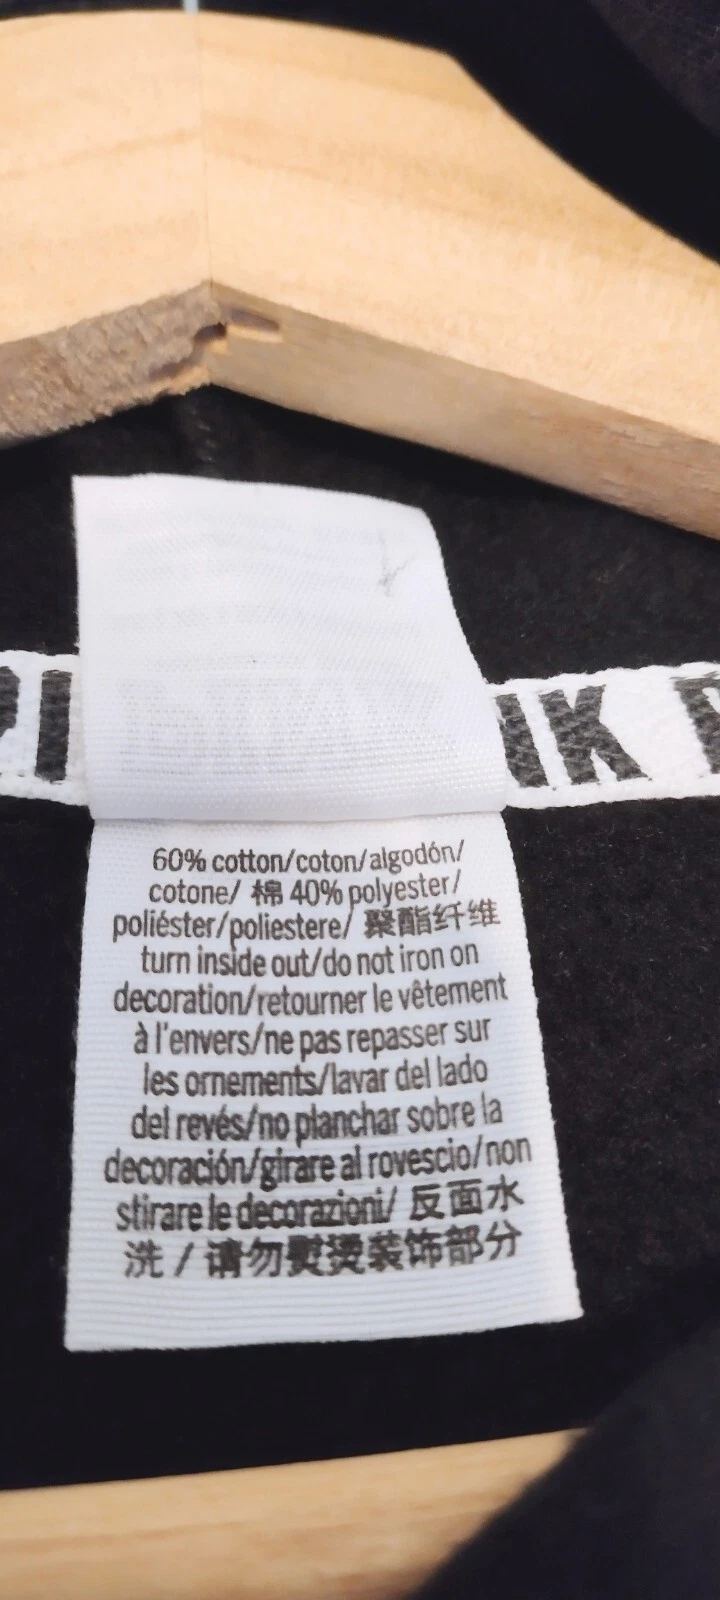 PI NK P
60% cotton/coton/algodón/
cotone/ 棉 40% polyester/
poliéster/poliestere/ 聚酯纤维
turn inside out/do not iron on
decoration/retourner le vêtement
à l'envers/ne pas repasser sur
les ornements/lavar del lado
del revés/no planchar sobre la
decoración/girare al rovescio/non
stirare le decorazioni/ 反面水
洗 / 请勿熨烫装饰部分